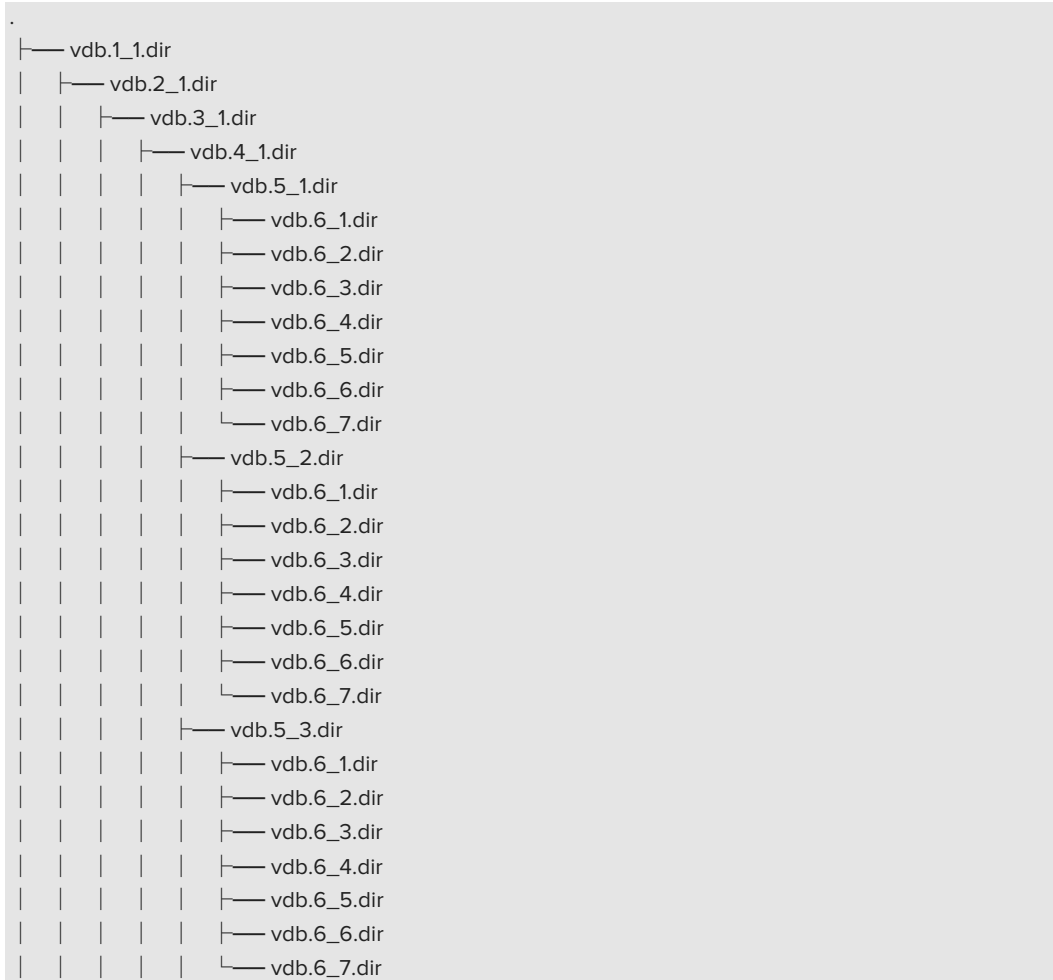 .
├── vdb.1_1.dir
│   ├── vdb.2_1.dir
│   │   ├── vdb.3_1.dir
│   │   │   ├── vdb.4_1.dir
│   │   │   │   ├── vdb.5_1.dir
│   │   │   │   │   ├── vdb.6_1.dir
│   │   │   │   │   ├── vdb.6_2.dir
│   │   │   │   │   ├── vdb.6_3.dir
│   │   │   │   │   ├── vdb.6_4.dir
│   │   │   │   │   ├── vdb.6_5.dir
│   │   │   │   │   ├── vdb.6_6.dir
│   │   │   │   │   └── vdb.6_7.dir
│   │   │   │   ├── vdb.5_2.dir
│   │   │   │   │   ├── vdb.6_1.dir
│   │   │   │   │   ├── vdb.6_2.dir
│   │   │   │   │   ├── vdb.6_3.dir
│   │   │   │   │   ├── vdb.6_4.dir
│   │   │   │   │   ├── vdb.6_5.dir
│   │   │   │   │   ├── vdb.6_6.dir
│   │   │   │   │   └── vdb.6_7.dir
│   │   │   │   ├── vdb.5_3.dir
│   │   │   │   │   ├── vdb.6_1.dir
│   │   │   │   │   ├── vdb.6_2.dir
│   │   │   │   │   ├── vdb.6_3.dir
│   │   │   │   │   ├── vdb.6_4.dir
│   │   │   │   │   ├── vdb.6_5.dir
│   │   │   │   │   ├── vdb.6_6.dir
│   │   │   │   │   └── vdb.6_7.dir